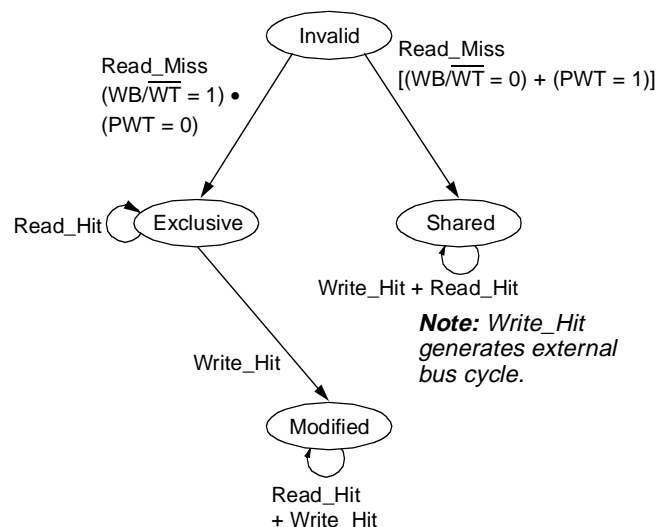 Invalid
Read_Miss
(WB/WT = 1) •
(PWT = 0)
Read_Miss
[(WB/WT = 0) + (PWT = 1)]
Read_Hit
Exclusive
Shared
Write_Hit + Read_Hit
Note: Write_Hit
generates external
bus cycle.
Write_Hit
Modified
Read_Hit
+ Write_Hit